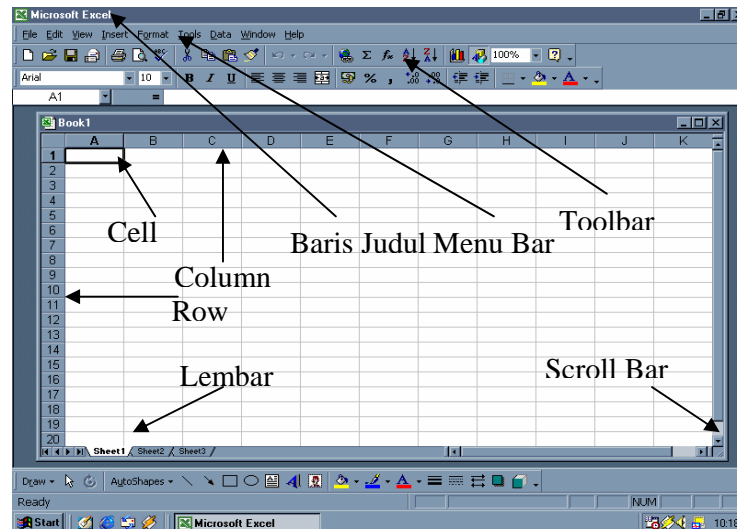 Microsoft Excel
File Edit View Insert Format Tools Data Window Help
100%
Arial 10 B I U % ,
A1 =
Book1
A B C D E F G H I J K
1
2
3
4
5
6
7
8
9
10
11
12
13
14
15
16
17
18
19
20
Cell
Baris Judul Menu Bar
Toolbar
Column
Row
Lembar
Scroll Bar
Sheet1 Sheet2 Sheet3
Draw AutoShapes
Ready NUM
Start Microsoft Excel 10:18